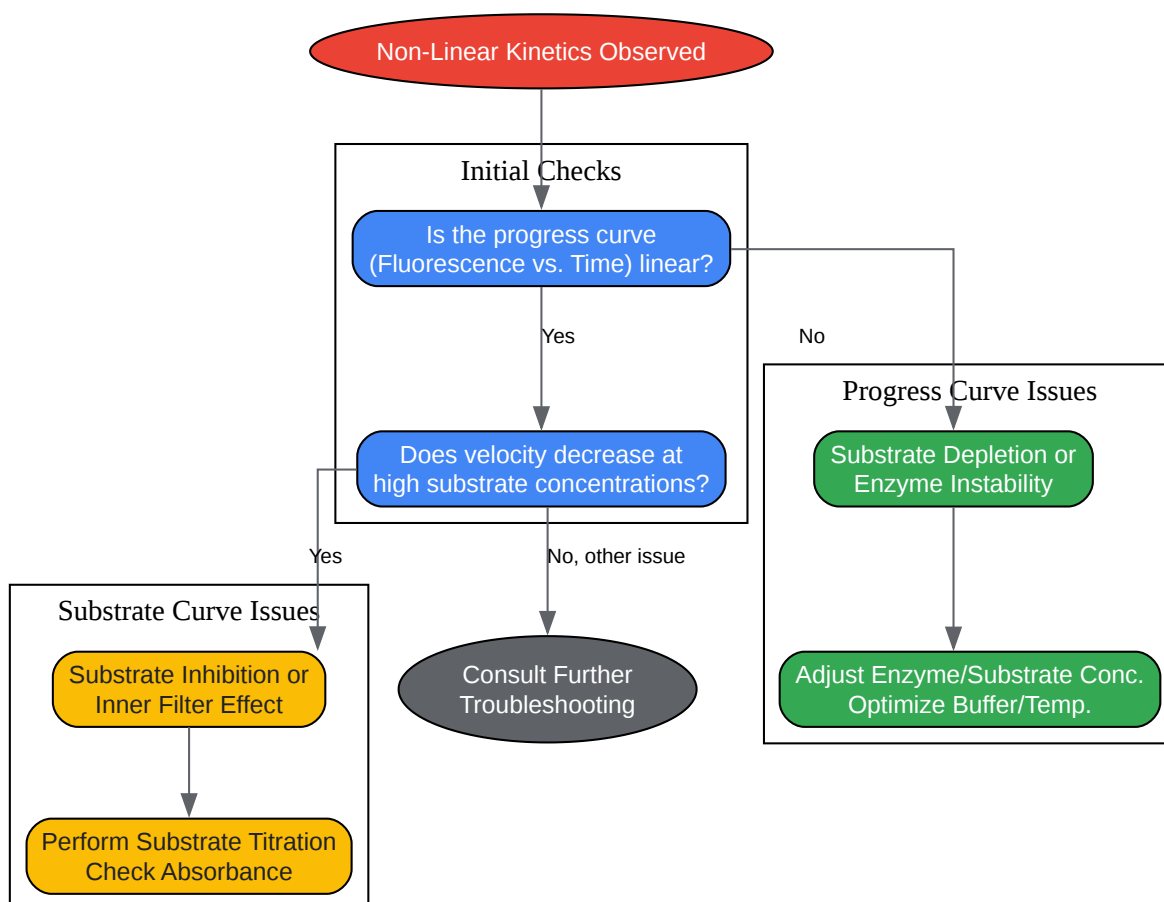 Non-Linear Kinetics Observed
Initial Checks
Is the progress curve
(Fluorescence vs. Time) linear?
Yes
No
Progress Curve Issues
Does velocity decrease at
high substrate concentrations?
Substrate Depletion or
Enzyme Instability
Yes
No, other issue
Substrate Curve Issues
Substrate Inhibition or
Inner Filter Effect
Consult Further
Troubleshooting
Adjust Enzyme/Substrate Conc.
Optimize Buffer/Temp.
Perform Substrate Titration
Check Absorbance